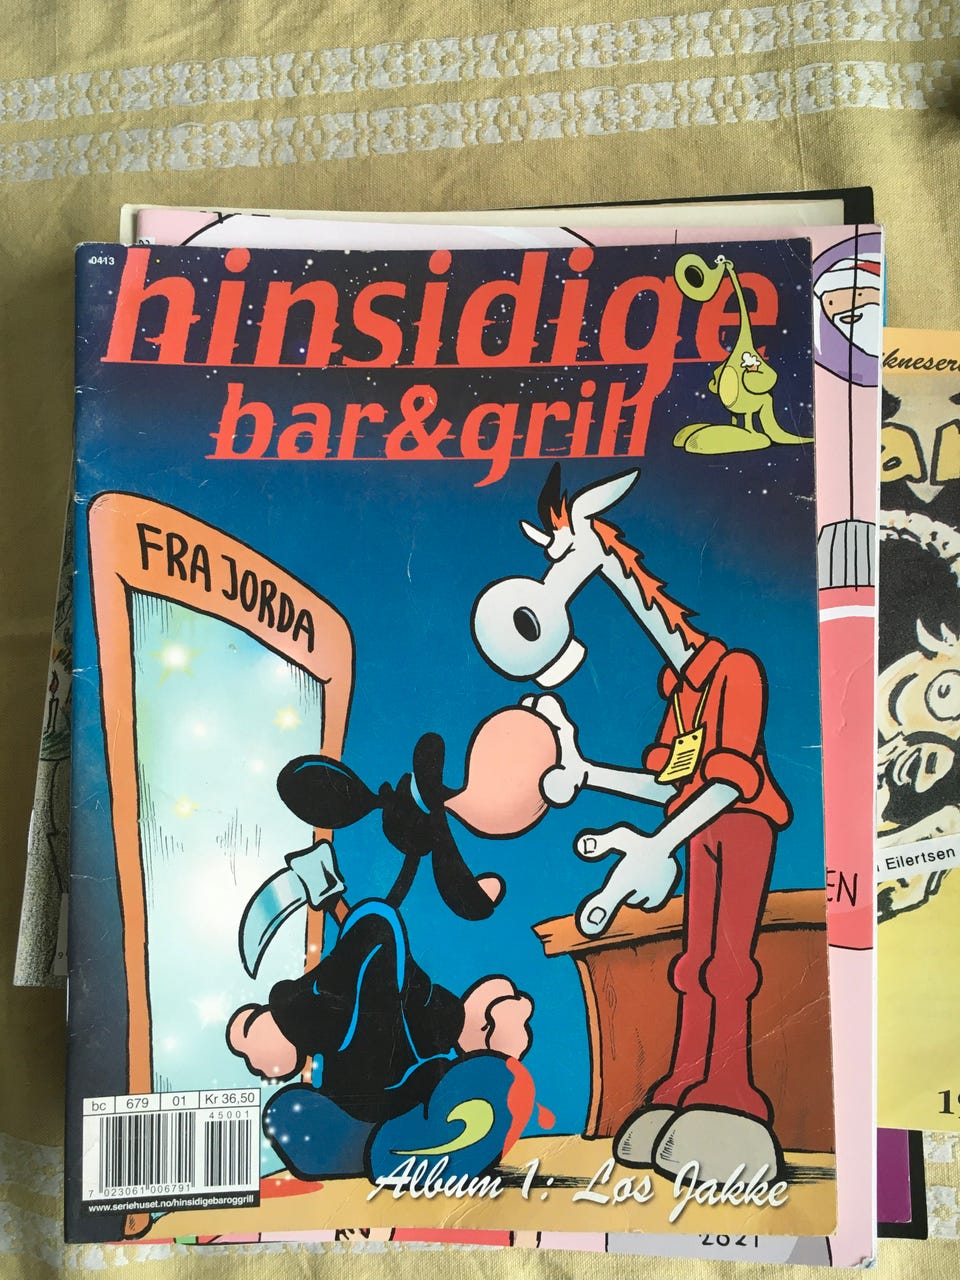 0413
hinsidige
bar&grill
FRA JORDA
Album 1: Los Jakke
bc 679 01 Kr 36,50
45001
7 023061 006791
www.seriehuset.no/hinsidigebaroggrill
Eilertsen
EN
2021